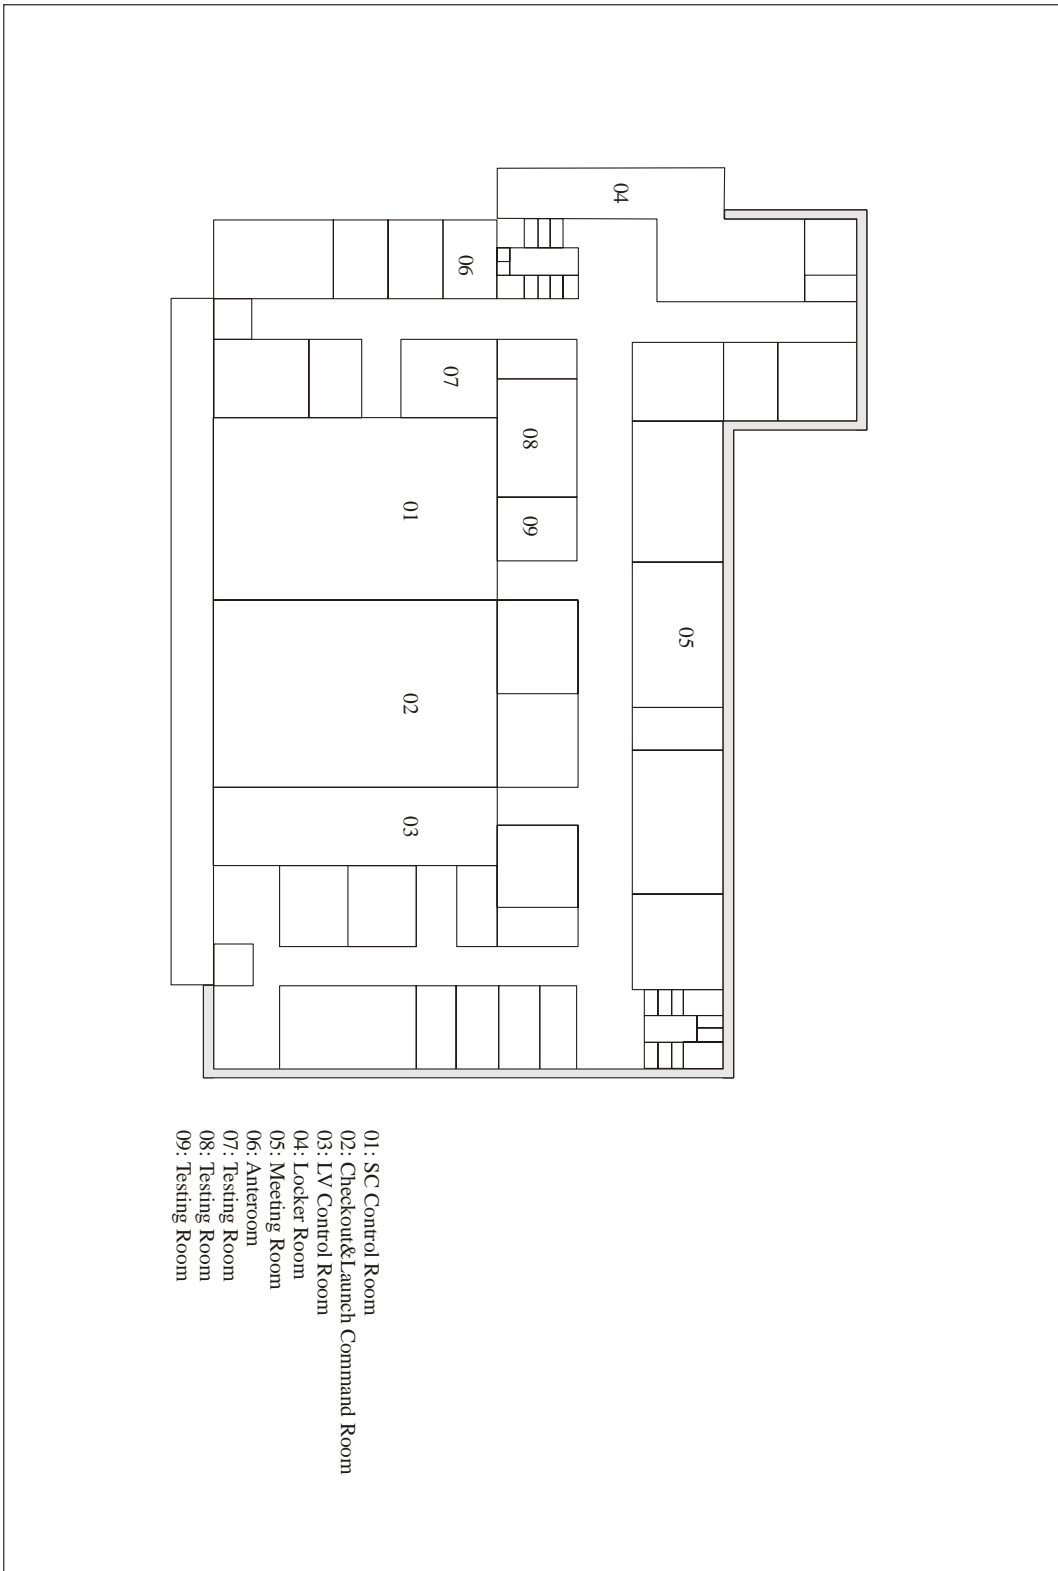 04
06
07
08
01
09
05
02
03
01: SC Control Room
02: Checkout&Launch Command Room
03: LV Control Room
04: Locker Room
05: Meeting Room
06: Anteroom
07: Testing Room
08: Testing Room
09: Testing Room